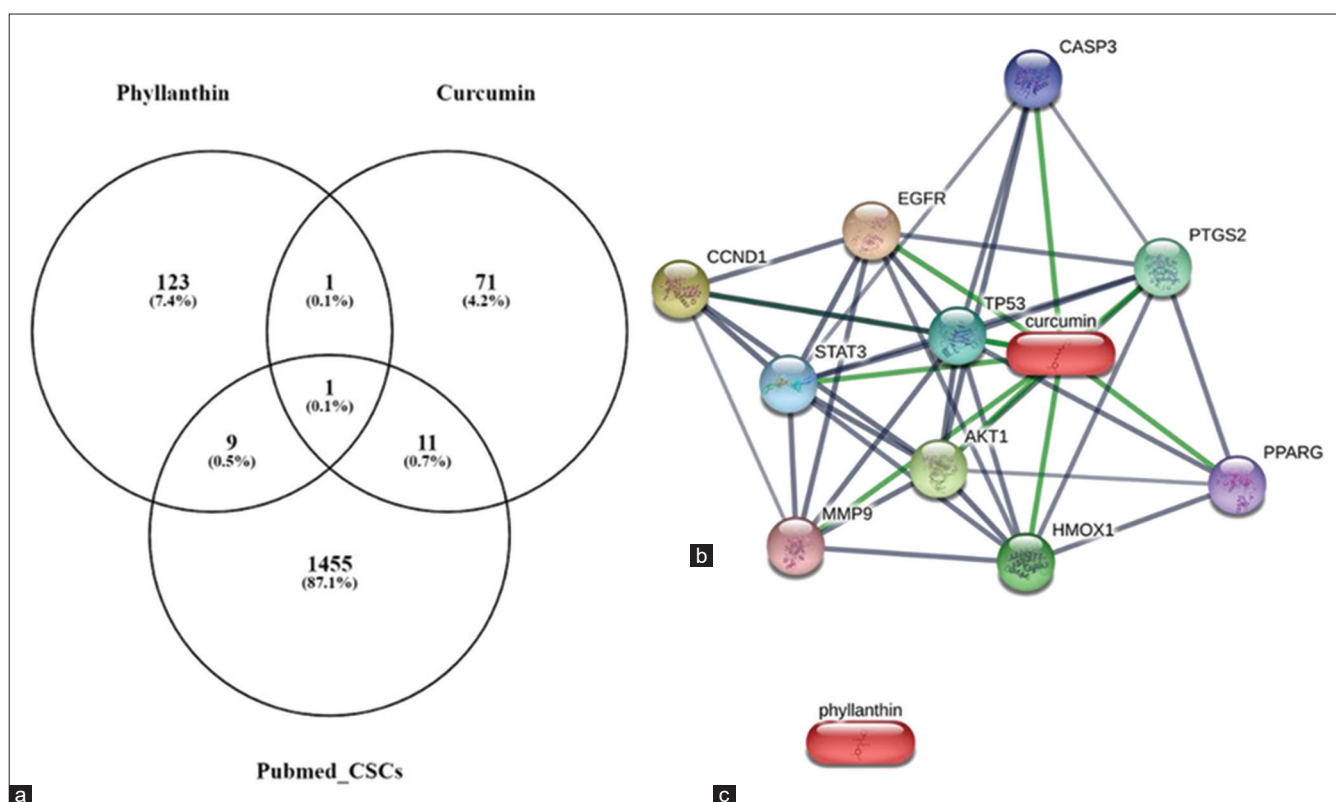 Phyllanthin
Curcumin
123
(7.4%)
1
(0.1%)
71
(4.2%)
1
(0.1%)
9
(0.5%)
11
(0.7%)
1455
(87.1%)
Pubmed_CSCs
a
CASP3
EGFR
PTGS2
CCND1
TP53
curcumin
STAT3
AKT1
PPARG
MMP9
HMOX1
b
phyllanthin
c